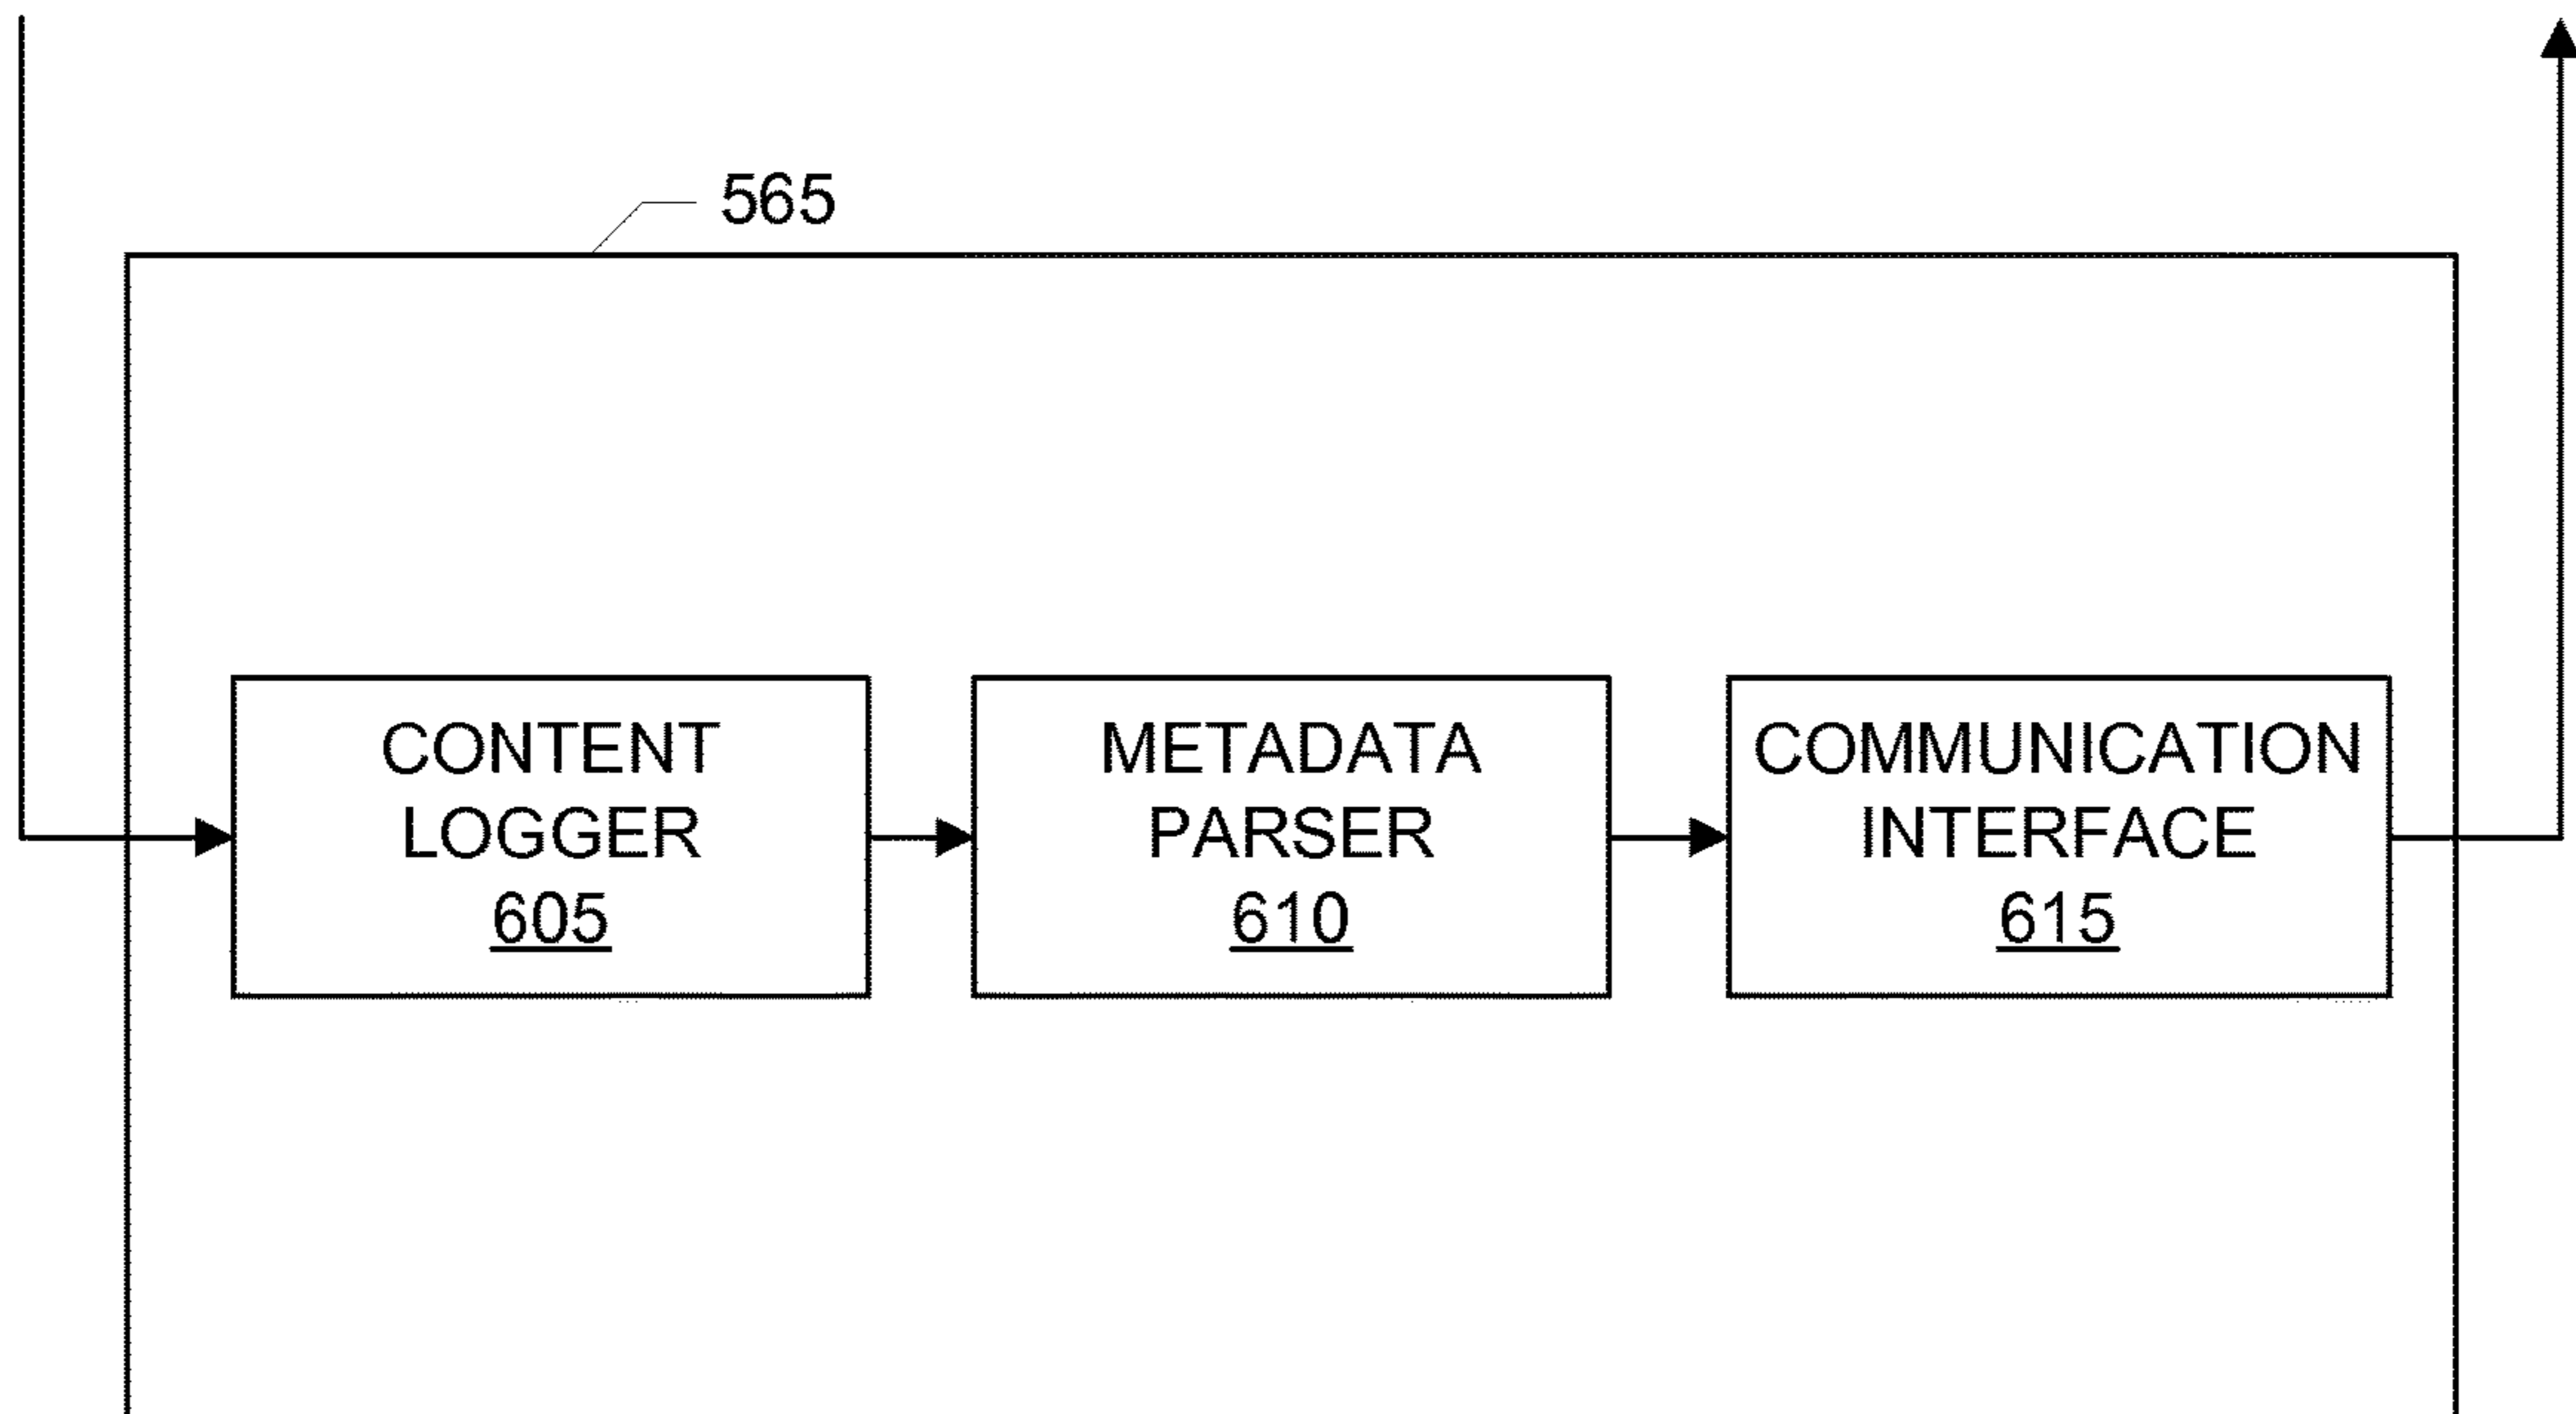 565
CONTENT
LOGGER
605
METADATA
PARSER
610
COMMUNICATION
INTERFACE
615